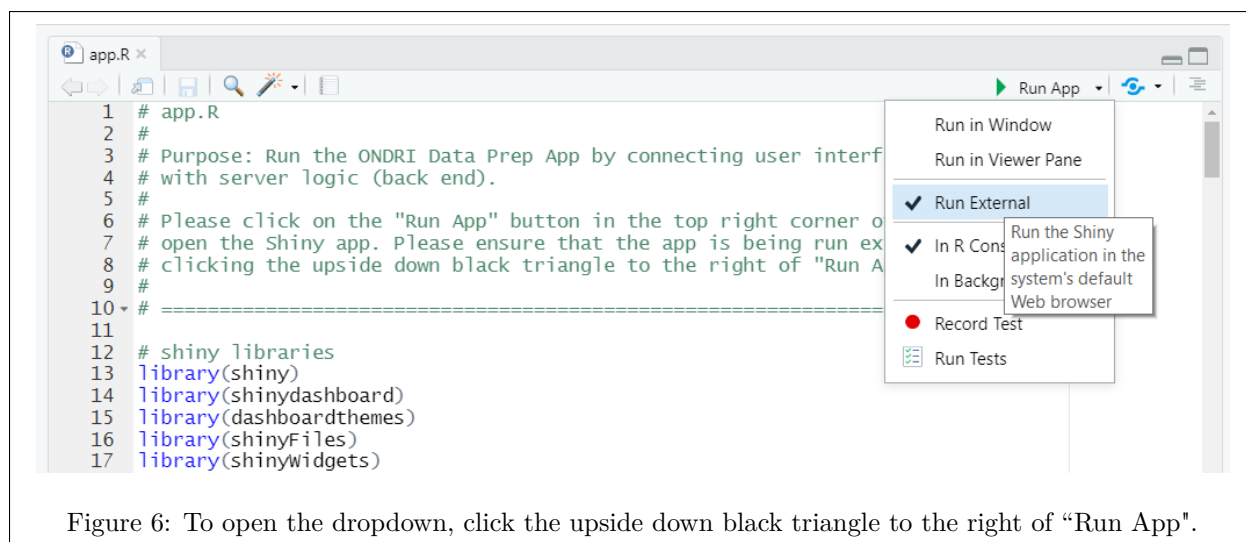 app.R
Run App
1 # app.R
2 #
3 # Purpose: Run the ONDRI Data Prep App by connecting user interf
4 # with server logic (back end).
5 #
6 # Please click on the "Run App" button in the top right corner o
7 # open the Shiny app. Please ensure that the app is being run ex
8 # clicking the upside down black triangle to the right of "Run A
9 #
10 # ================================================================
11
12 # shiny libraries
13 library(shiny)
14 library(shinydashboard)
15 library(dashboardthemes)
16 library(shinyFiles)
17 library(shinyWidgets)
Run in Window
Run in Viewer Pane
Run External
In R Cons
In Backgr
Record Test
Run Tests
Run the Shiny
application in the
system's default
Web browser
Figure 6: To open the dropdown, click the upside down black triangle to the right of “Run App".